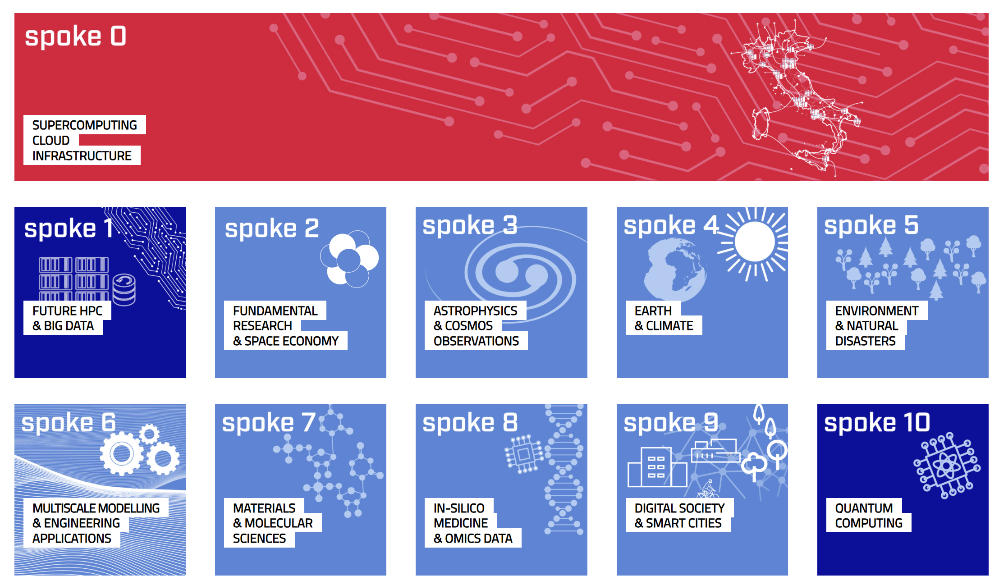 spoke 0
SUPERCOMPUTING
CLOUD
INFRASTRUCTURE
spoke 1
FUTURE HPC
& BIG DATA
spoke 2
FUNDAMENTAL
RESEARCH
& SPACE ECONOMY
spoke 3
ASTROPHYSICS
& COSMOS
OBSERVATIONS
spoke 4
EARTH
& CLIMATE
spoke 5
ENVIRONMENT
& NATURAL
DISASTERS
spoke 6
MULTISCALE MODELLING
& ENGINEERING
APPLICATIONS
spoke 7
MATERIALS
& MOLECULAR
SCIENCES
spoke 8
IN-SILICO
MEDICINE
& OMICS DATA
spoke 9
DIGITAL SOCIETY
& SMART CITIES
spoke 10
QUANTUM
COMPUTING